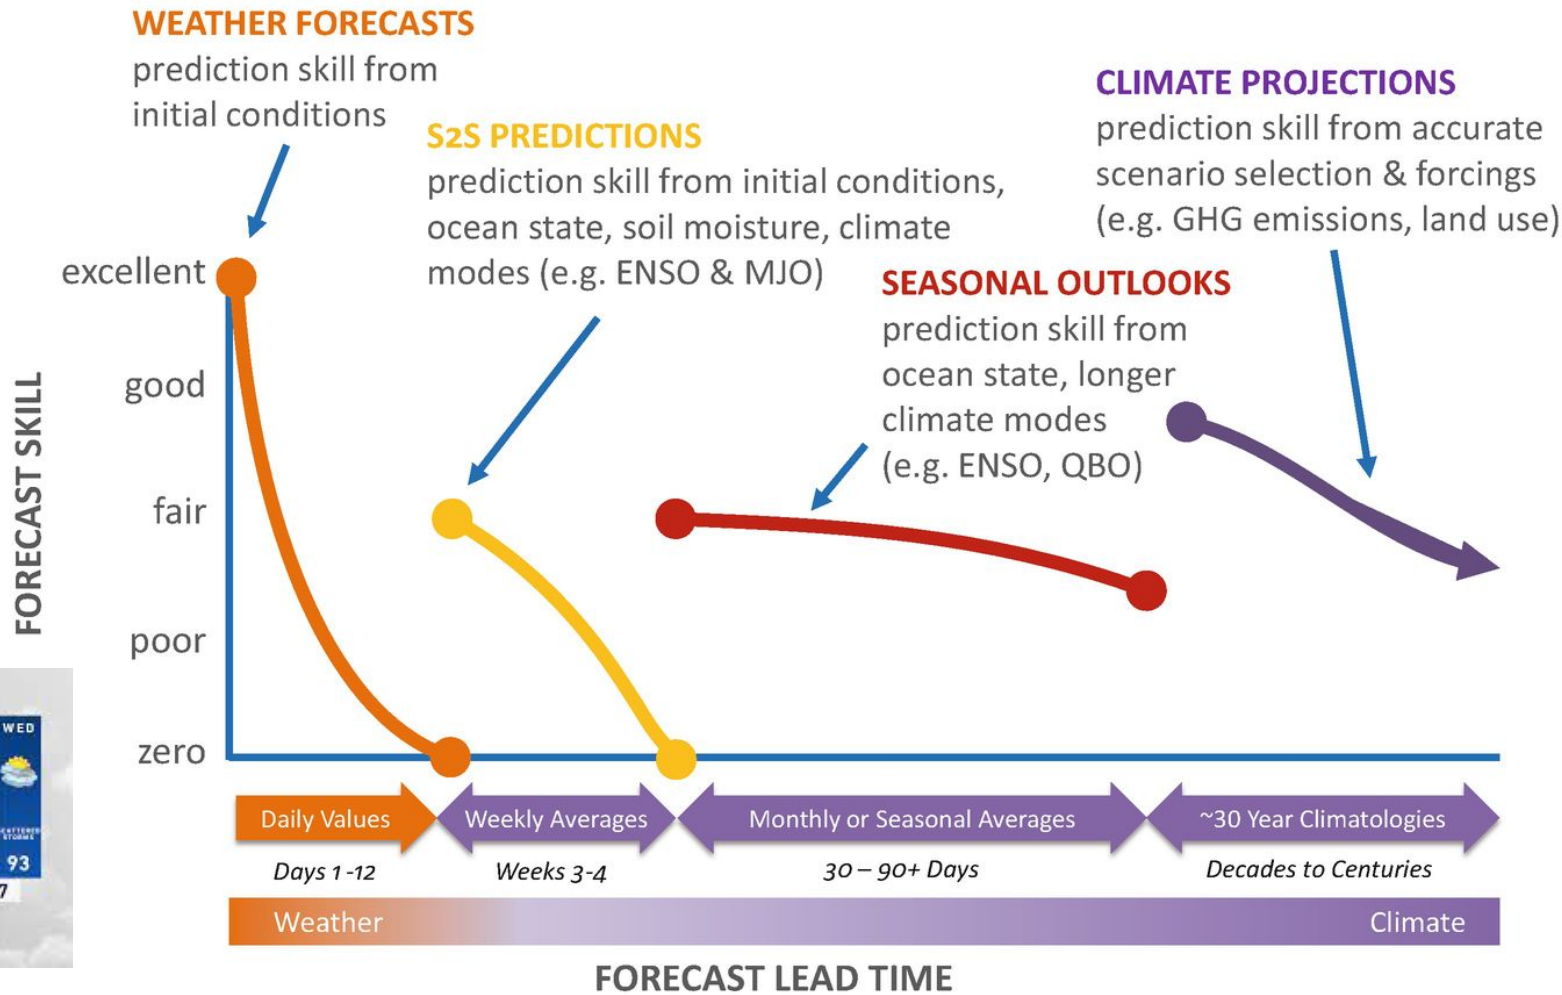 WEATHER FORECASTS
prediction skill from
initial conditions
S2S PREDICTIONS
prediction skill from initial conditions,
ocean state, soil moisture, climate
modes (e.g. ENSO & MJO)
CLIMATE PROJECTIONS
prediction skill from accurate
scenario selection & forcings
(e.g. GHG emissions, land use)
SEASONAL OUTLOOKS
prediction skill from
ocean state, longer
climate modes
(e.g. ENSO, QBO)
FORECAST SKILL
excellent
good
fair
poor
zero
WED
STORMS
93
7
Daily Values
Weekly Averages
Monthly or Seasonal Averages
~30 Year Climatologies
Days 1 -12
Weeks 3-4
30 – 90+ Days
Decades to Centuries
Weather
Climate
FORECAST LEAD TIME